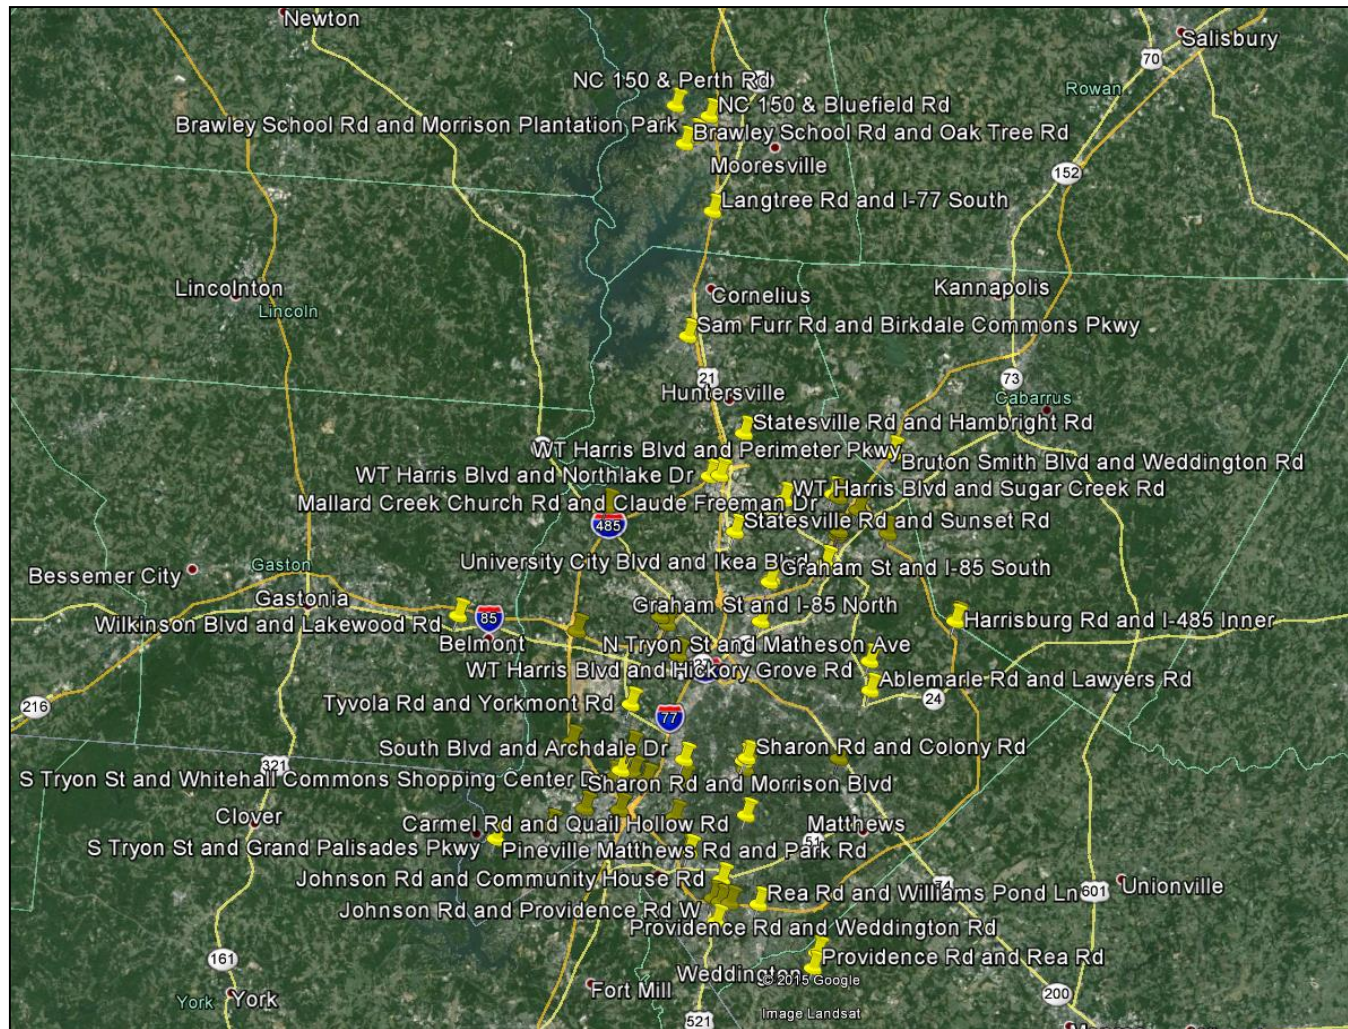 Newton
Salisbury
70
Rowan
NC 150 & Perth Rd
NC 150 & Bluefield Rd
Brawley School Rd and Morrison Plantation Park
Brawley School Rd and Oak Tree Rd
Mooresville
152
Langtree Rd and I-77 South
Lincolnton
Lincoln
Cornelius
Kannapolis
Sam Furr Rd and Birkdale Commons Pkwy
21
73
Huntersville
Cabarrus
Statesville Rd and Hambright Rd
WT Harris Blvd and Perimeter Pkwy
Bruton Smith Blvd and Weddington Rd
WT Harris Blvd and Northlake Dr
WT Harris Blvd and Sugar Creek Rd
Mallard Creek Church Rd and Claude Freeman Dr
485
Statesville Rd and Sunset Rd
University City Blvd and Ikea Blvd
Graham St and I-85 South
Gaston
Bessemer City
Gastonia
Graham St and I-85 North
Wilkinson Blvd and Lakewood Rd
85
Harrisburg Rd and I-485 Inner
Belmont
N Tryon St and Matheson Ave
WT Harris Blvd and Hickory Grove Rd
Ablemarle Rd and Lawyers Rd
216
24
Tyvola Rd and Yorkmont Rd
77
South Blvd and Archdale Dr
Sharon Rd and Colony Rd
321
S Tryon St and Whitehall Commons Shopping Center D
Sharon Rd and Morrison Blvd
Clover
Carmel Rd and Quail Hollow Rd
Matthews
51
S Tryon St and Grand Palisades Pkwy
Pineville Matthews Rd and Park Rd
Johnson Rd and Community House Rd
74
Rea Rd and Williams Pond Ln
601
Unionville
Johnson Rd and Providence Rd W
Providence Rd and Weddington Rd
161
Providence Rd and Rea Rd
Weddington
© 2015 Google
York
York
Fort Mill
200
Image Landsat
521